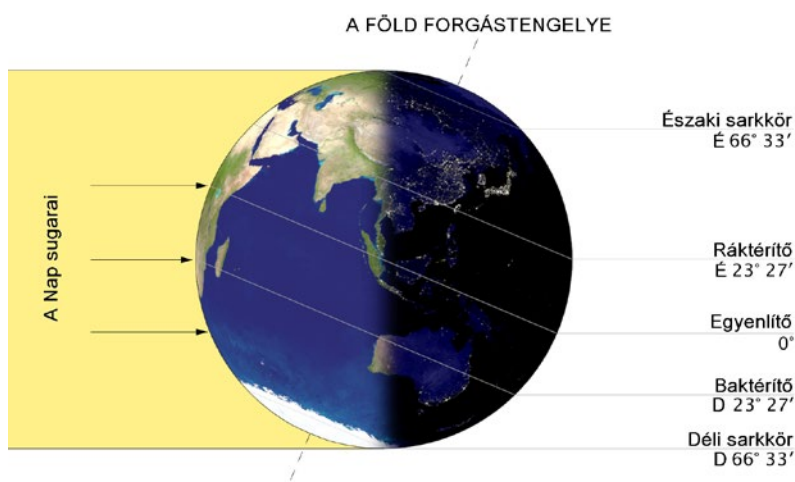 A FÖLD FORGÁSTENGELYE
A Nap sugarai
Északi sarkkör
É 66° 33′
Ráktérítő
É 23° 27′
Egyenlítő
0°
Baktérítő
D 23° 27′
Déli sarkkör
D 66° 33′